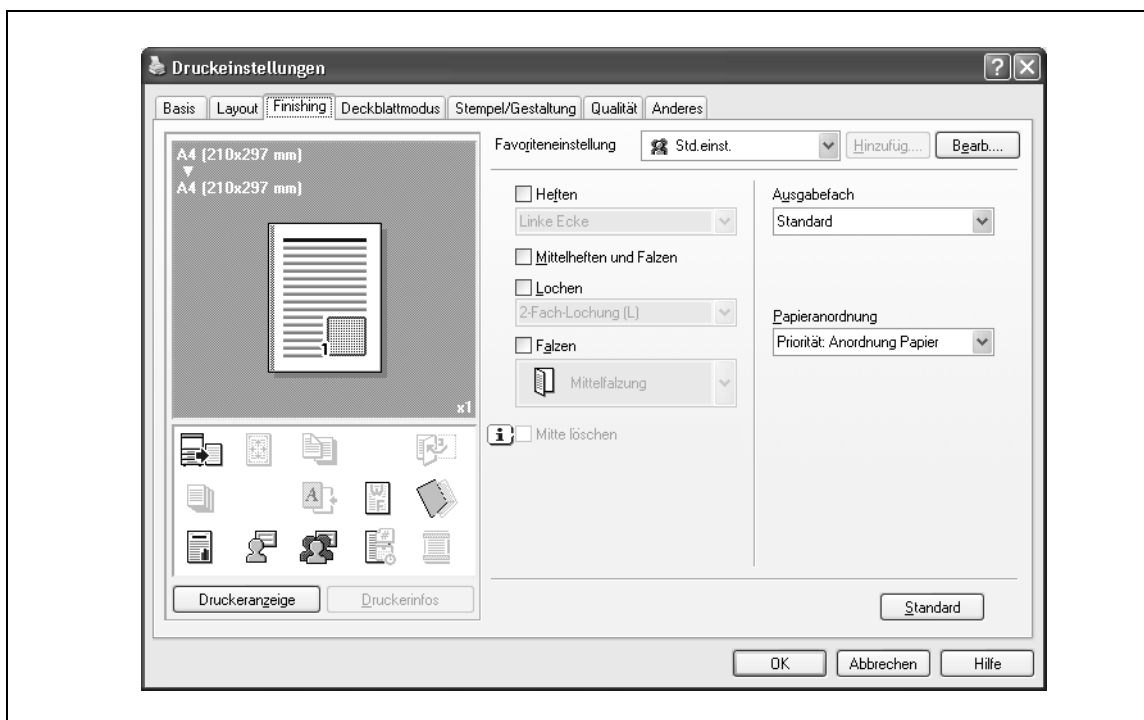 Druckeinstellungen
Basis Layout Finishing Deckblattmodus Stempel/Gestaltung Qualität Anderes
A4 (210x297 mm)
A4 (210x297 mm)
1
x1
Druckeranzeige Druckerinfos
Favoriteneinstellung Std.einst. Hinzufüg.... Bearb....
Heften
Linke Ecke
Mittelheften und Falzen
Lochen
2-Fach-Lochung (L)
Falzen
Mittelfalzung
Mitte löschen
Ausgabefach
Standard
Papieranordnung
Priorität: Anordnung Papier
Standard
OK Abbrechen Hilfe